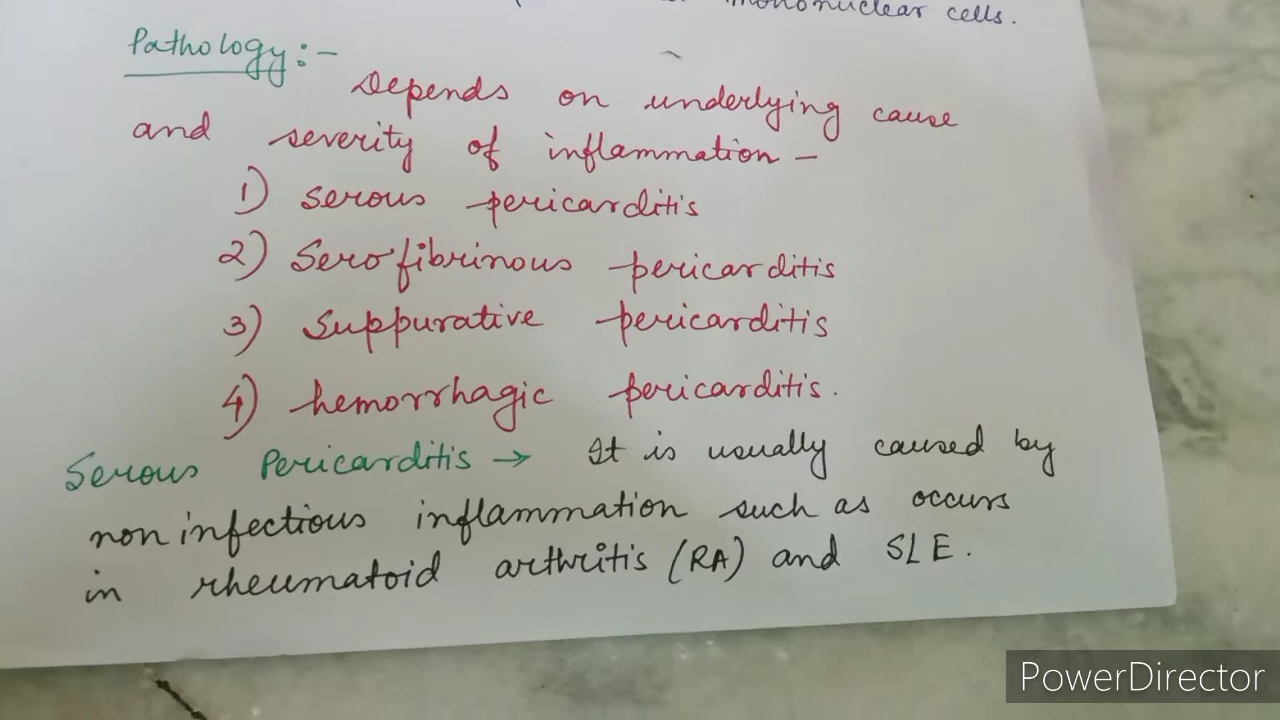 mononuclear cells.
Pathology:-
Depends on underlying cause
and severity of inflammation -
1) serous pericarditis
2) Serofibrinous pericarditis
3) Suppurative pericarditis
4) hemorrhagic pericarditis.
Serous Pericarditis → It is usually caused by
non infectious inflammation such as occurs
in rheumatoid arthritis (RA) and SLE.
PowerDirector